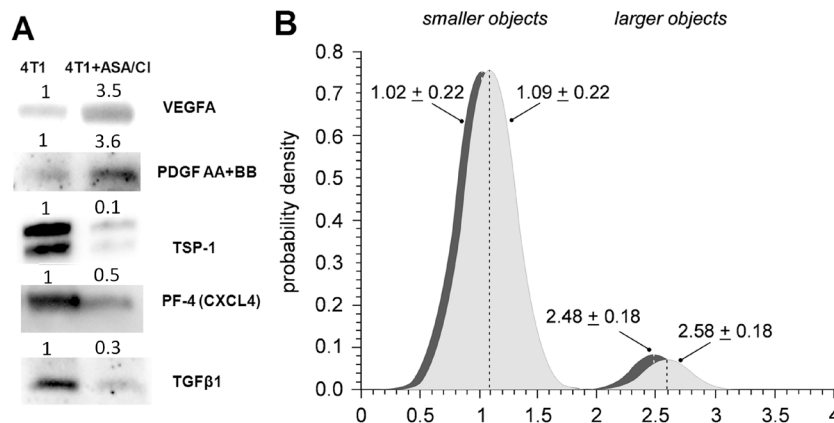 A
4T1 4T1+ASA/Cl
1 3.5
VEGFA
1 3.6
PDGF AA+BB
1 0.1
TSP-1
1 0.5
PF-4 (CXCL4)
1 0.3
TGFβ1
B
smaller objects larger objects
probability density
0.8
0.7
0.6
0.5
0.4
0.3
0.2
0.1
0.0
1.02 ± 0.22 1.09 ± 0.22
2.48 ± 0.18 2.58 ± 0.18
0 0.5 1 1.5 2 2.5 3 3.5 4